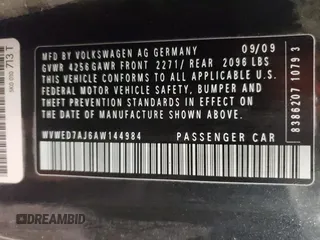 MFD BY VOLKSWAGEN AG GERMANY 09/09
GVWR 4256 GAWR FRONT 2271/ REAR 2096 LBS
THIS VEHICLE CONFORMS TO ALL APPLICABLE U.S.
FEDERAL MOTOR VEHICLE SAFETY, BUMPER AND
THEFT PREVENTION STANDARDS IN EFFECT ON THE
DATE OF MANUFACTURE SHOWN ABOVE.
WVWED7AJ6AW144984 PASSENGER CAR
8386207 1079 3
713 T
DREAMBID